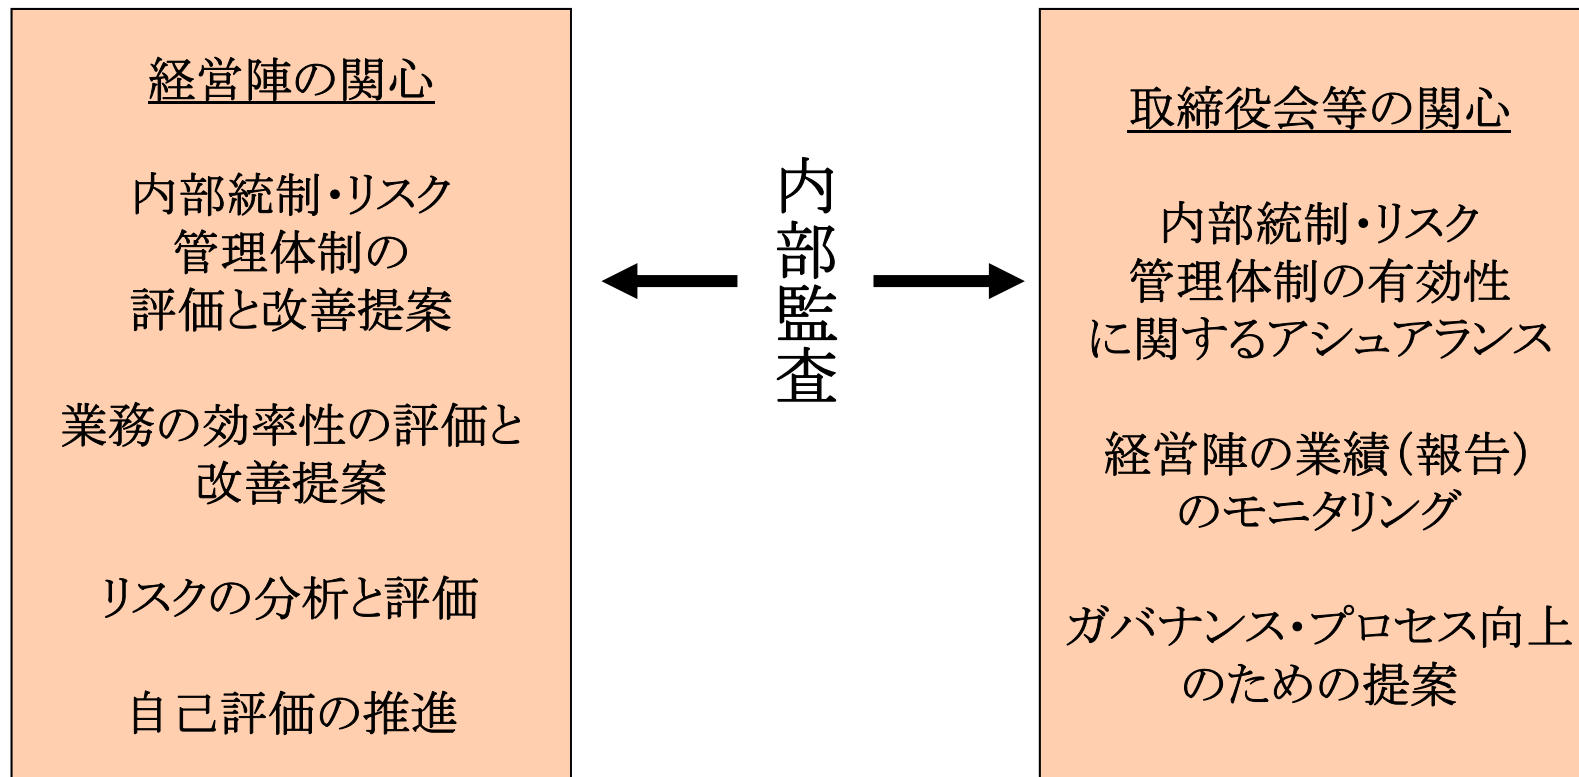 経営陣の関心
内部統制・リスク
管理体制の
評価と改善提案
業務の効率性の評価と
改善提案
リスクの分析と評価
自己評価の推進
内部監査
取締役会等の関心
内部統制・リスク
管理体制の有効性
に関するアシュアランス
経営陣の業績（報告）
のモニタリング
ガバナンス・プロセス向上
のための提案